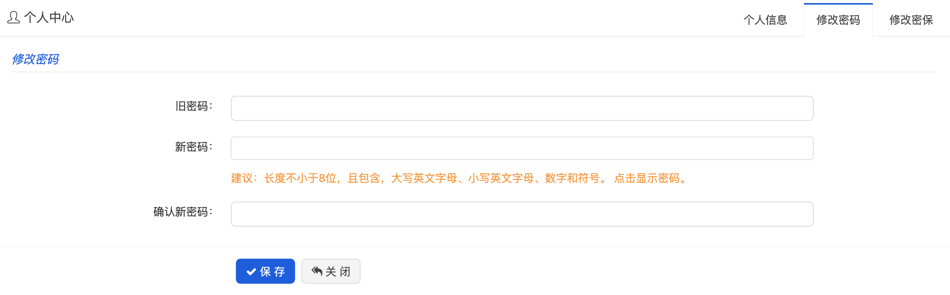 个人中心 个人信息 修改密码 修改密保
修改密码
旧密码：
新密码：
建议：长度不小于8位，且包含，大写英文字母、小写英文字母、数字和符号。 点击显示密码。
确认新密码：
保 存 关 闭